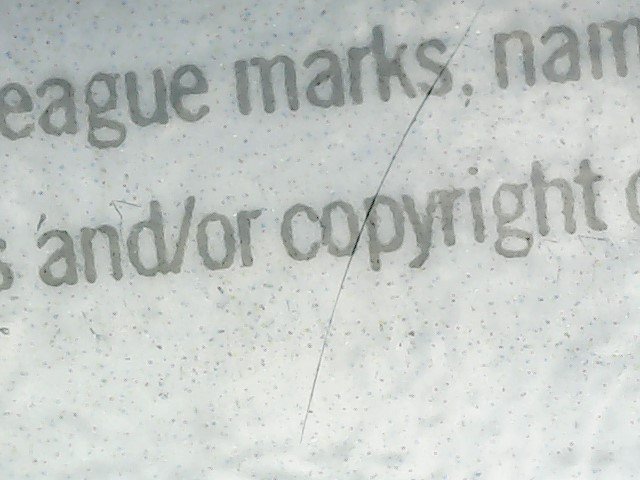 eague marks, nam
s and/or copyright